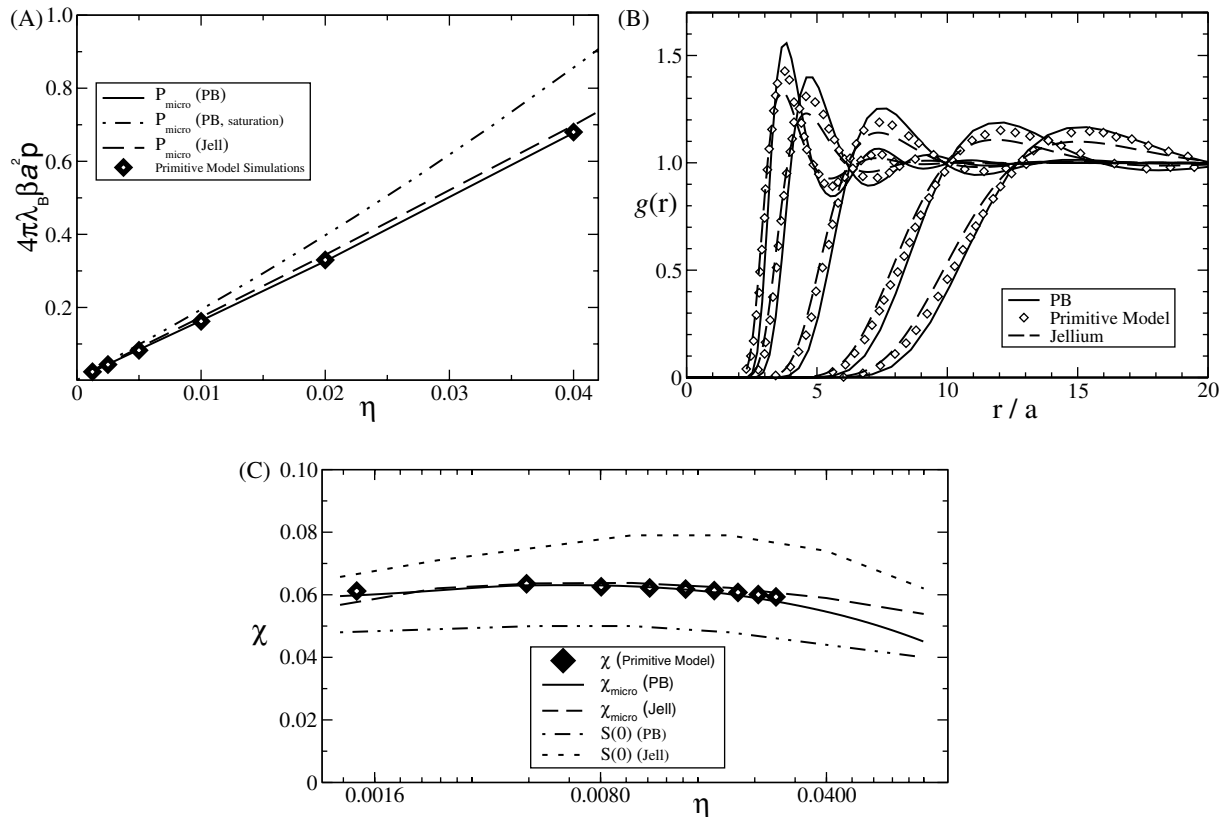 (A)
1.0
0.8
0.6
0.4
0.2
4πλ_Bβa²p
P_micro (PB)
P_micro (PB, saturation)
P_micro (Jell)
Primitive Model Simulations
0 0.01 0.02 0.03 0.04
η
(B)
1.5
1.0
0.5
0
g(r)
PB
Primitive Model
Jellium
0 5 10 15 20
r / a
(C)
0.10
0.08
0.06
0.04
0.02
0
χ
χ (Primitive Model)
χ_micro (PB)
χ_micro (Jell)
S(0) (PB)
S(0) (Jell)
0.0016 0.0080 0.0400
η